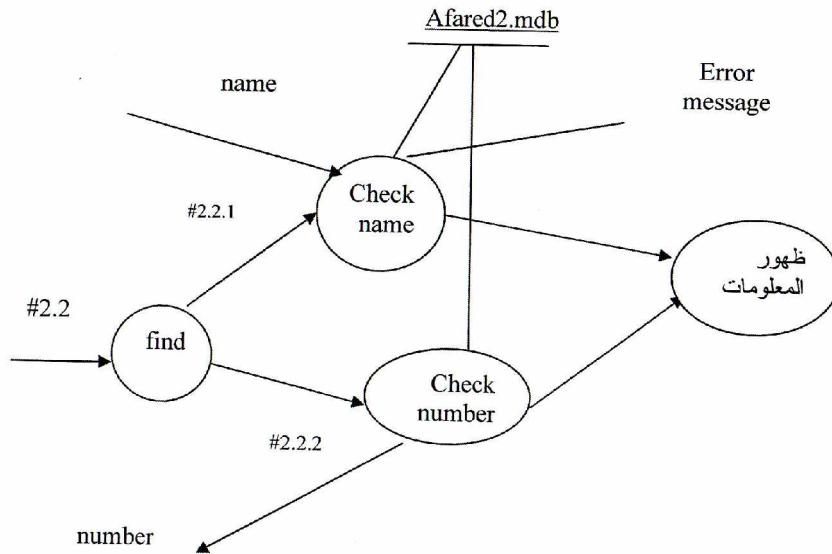 Afared2.mdb
name
Error
message
Check
name
#2.2.1
ظهور
المعلومات
#2.2
find
Check
number
#2.2.2
number